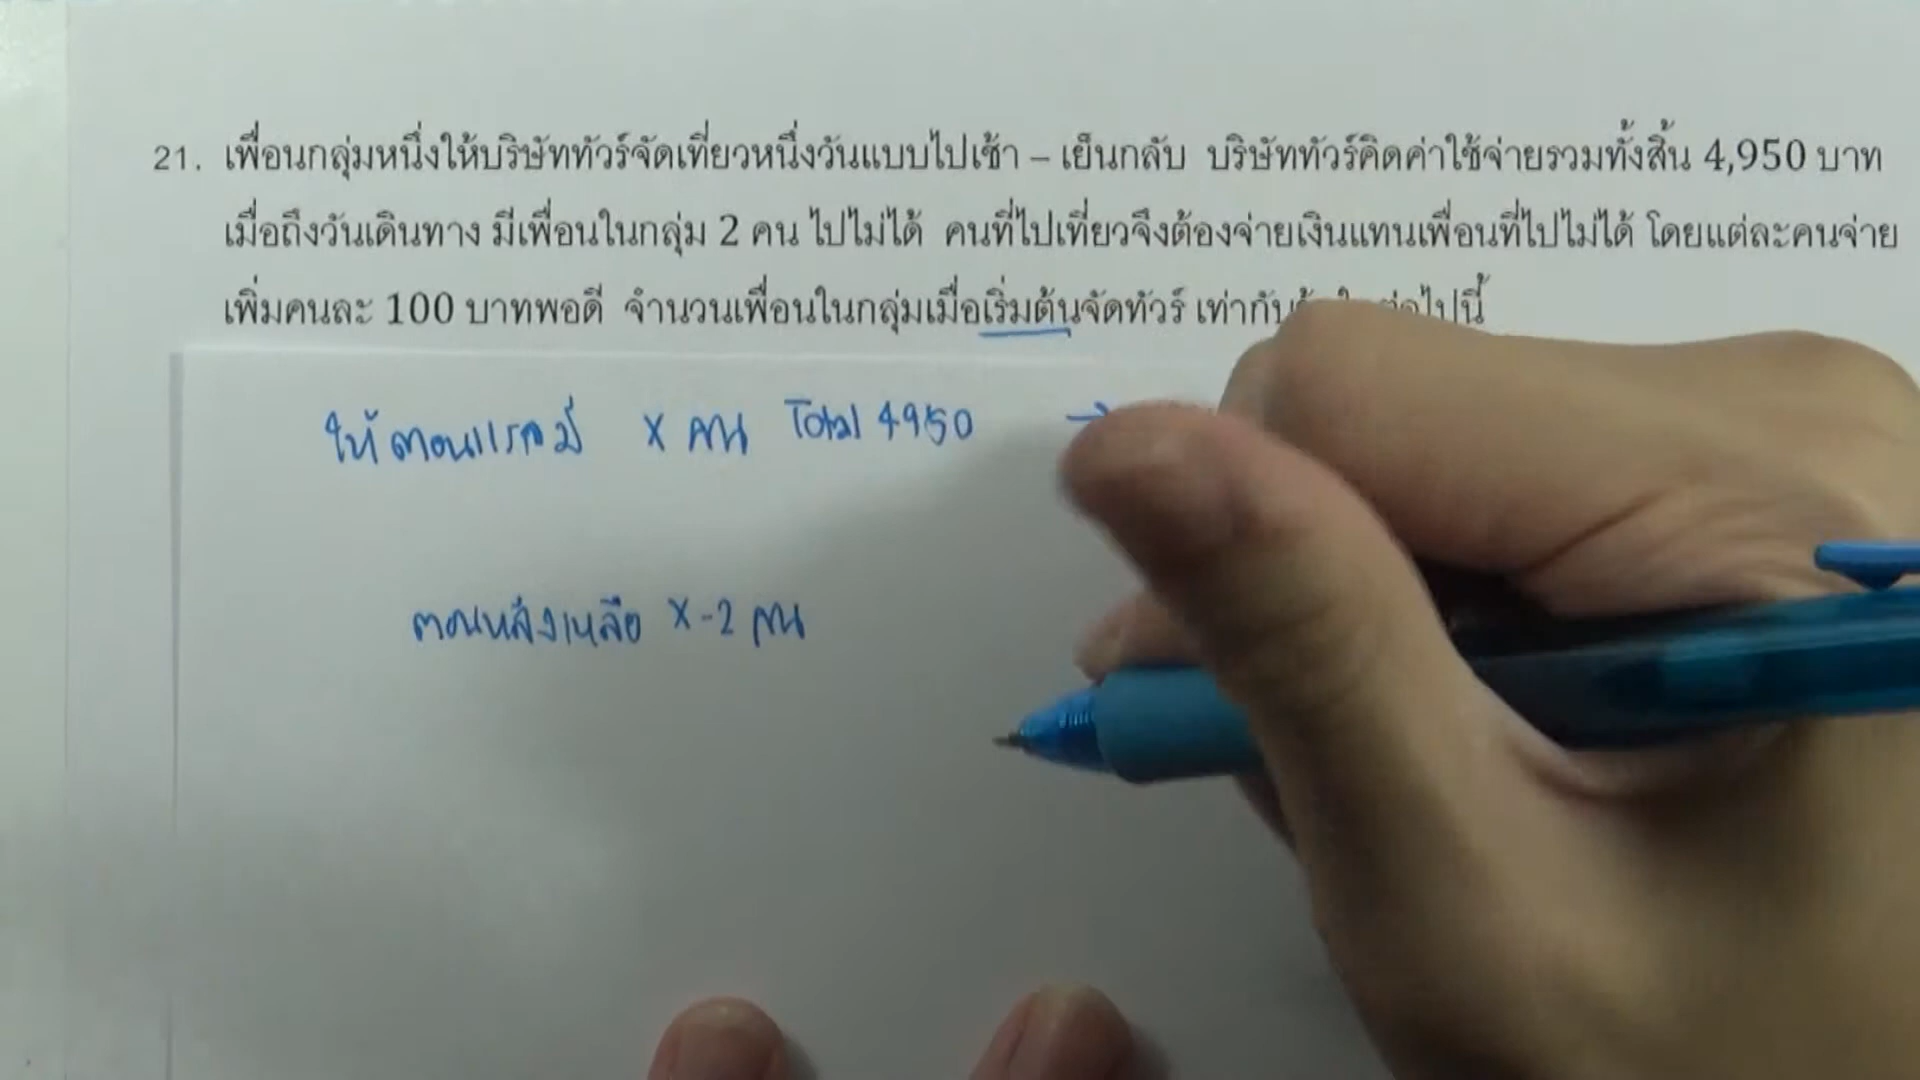 21. เพื่อนกลุ่มหนึ่งให้บริษัททัวร์จัดเที่ยวหนึ่งวันแบบไปเช้า – เย็นกลับ บริษัททัวร์คิดค่าใช้จ่ายรวมทั้งสิ้น 4,950 บาท
เมื่อถึงวันเดินทาง มีเพื่อนในกลุ่ม 2 คน ไปไม่ได้ คนที่ไปเที่ยวจึงต้องจ่ายเงินแทนเพื่อนที่ไปไม่ได้ โดยแต่ละคนจ่าย
เพิ่มคนละ 100 บาทพอดี จำนวนเพื่อนในกลุ่มเมื่อเริ่มต้นจัดทัวร์ เท่ากับ ต่อไปนี้
ให้ตอนแรกมี x คน Total 4950 →
ตอนหลังเหลือ x-2 คน